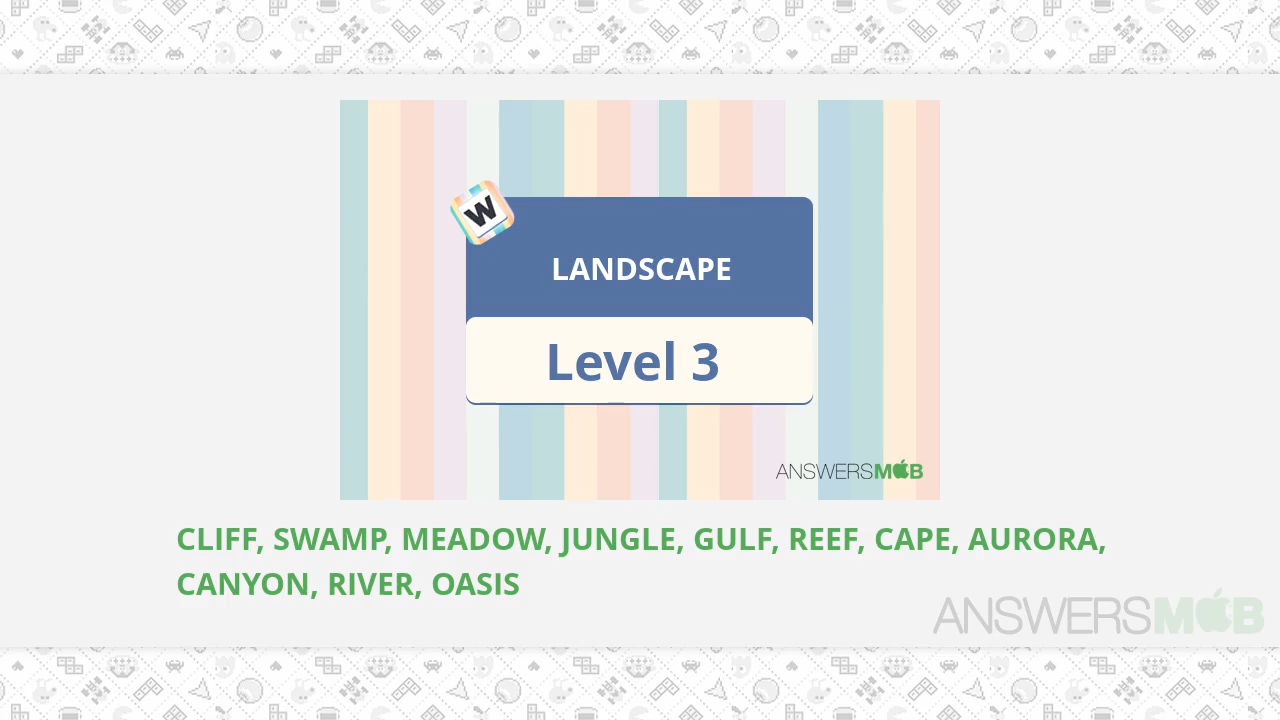 W
LANDSCAPE
Level 3
ANSWERSMOB
CLIFF, SWAMP, MEADOW, JUNGLE, GULF, REEF, CAPE, AURORA,
CANYON, RIVER, OASIS
ANSWERSMOB